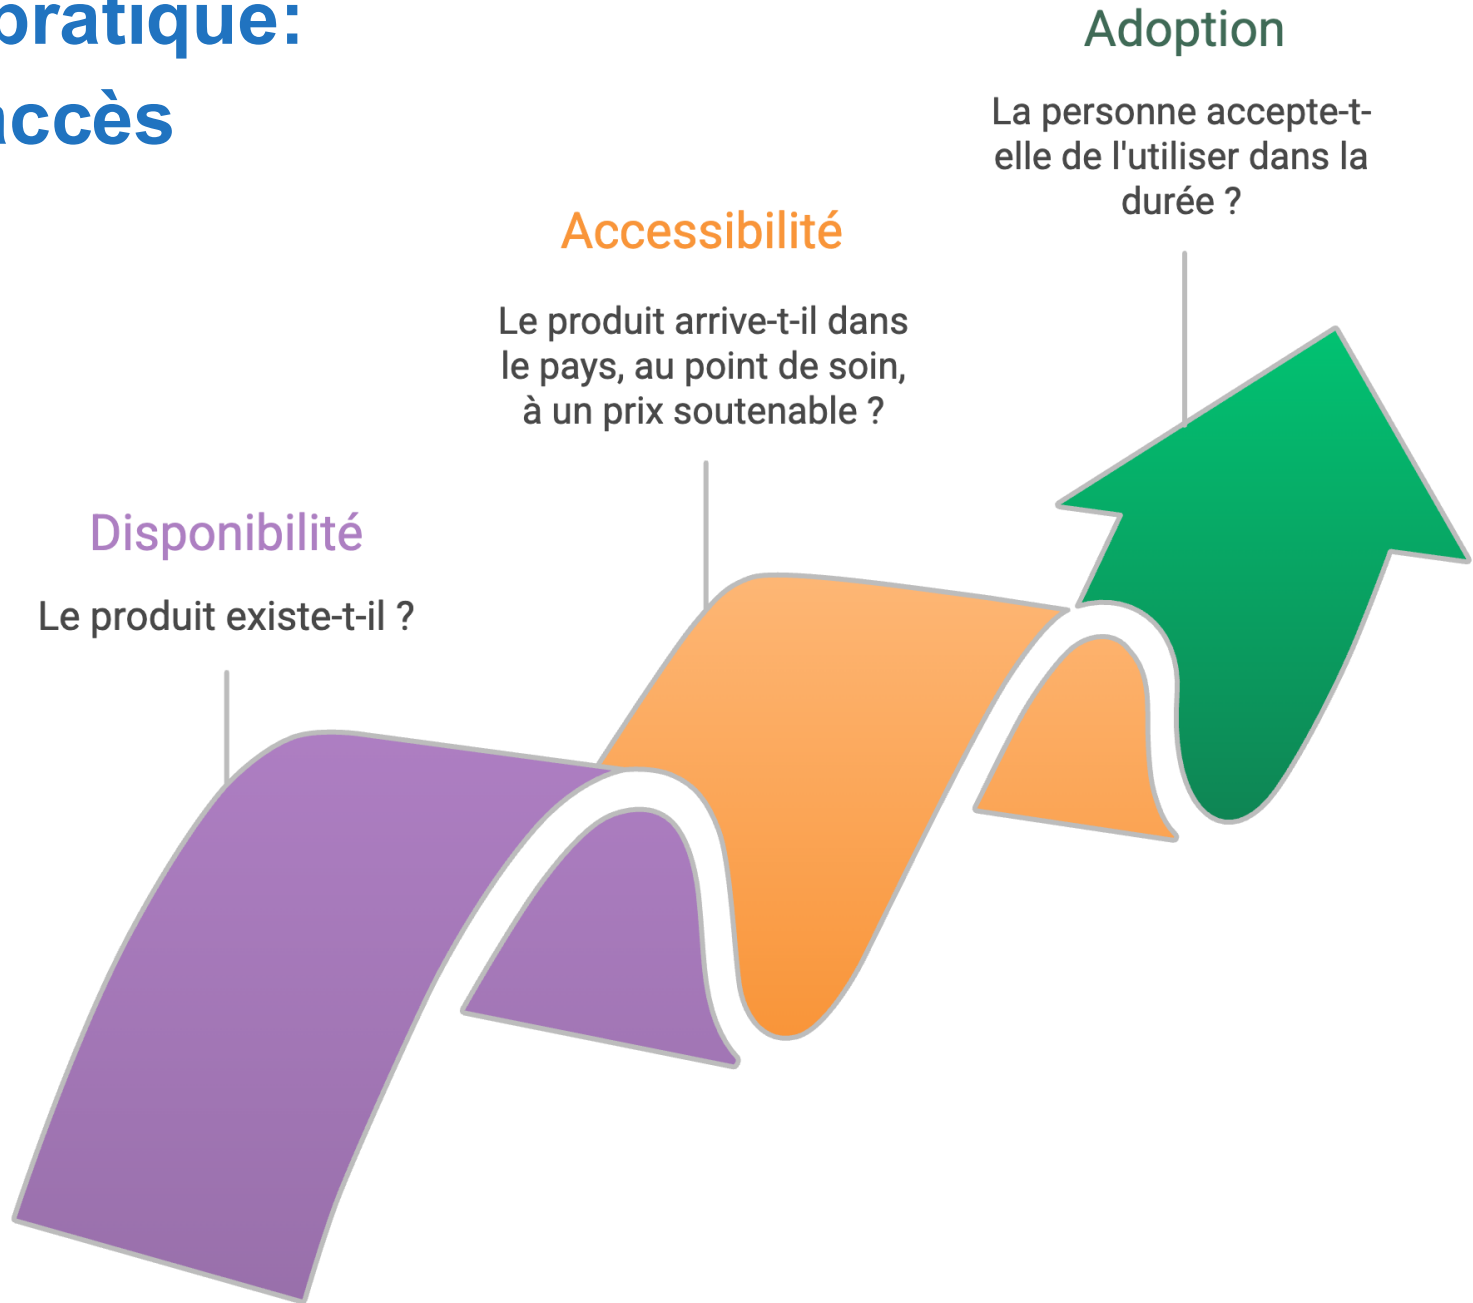 pratique:
accès
Adoption
La personne accepte-t-
elle de l'utiliser dans la
durée ?
Accessibilité
Le produit arrive-t-il dans
le pays, au point de soin,
à un prix soutenable ?
Disponibilité
Le produit existe-t-il ?